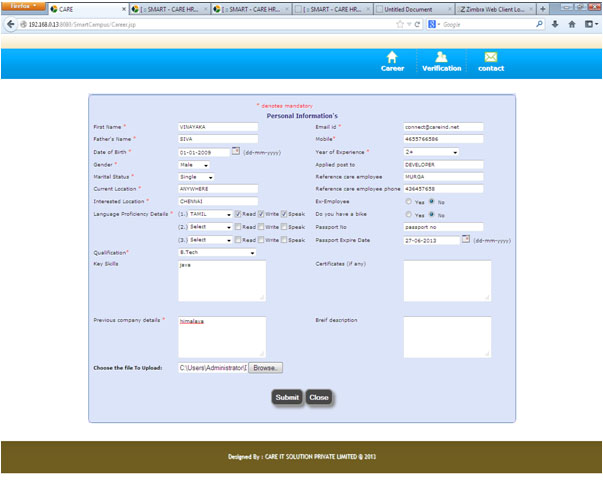 Firefox
CARE
[ :: SMART - CARE HR...
[ :: SMART - CARE HR...
[ :: SMART - CARE HR...
Untitled Document
Zimbra Web Client Lo...
192.168.0.13:8080/SmartCampus/Career.jsp
Google
Career Verification contact
* denotes mandatory
Personal Information's
First Name * VINAYAKA Email id * connect@careind.net
Father's Name * SIVA Mobile* 4635766586
Date of Birth * 01-01-2009 (dd-mm-yyyy) Year of Experience * 24
Gender * Male Applied post to DEVELOPER
Marital Status * Single Reference care employee MURGA
Current Location * ANYWHERE Reference care employee phone 436457658
Interested Location * CHENNAI Ex-Employee Yes No
Language Proficiency Details * (1.) TAMIL Read Write Speak Do you have a bike Yes No
(2.) Select Read Write Speak Passport No passport no
(3.) Select Read Write Speak Passport Expire Date 27-06-2013 (dd-mm-yyyy)
Qualification* B.Tech
Key Skills java Certificates (if any)
Previous company details * himalaya Breif description
Choose the file To Upload: C:\Users\Administrator\I Browse..
Submit Close
Designed By : CARE IT SOLUTION PRIVATE LIMITED @ 2013